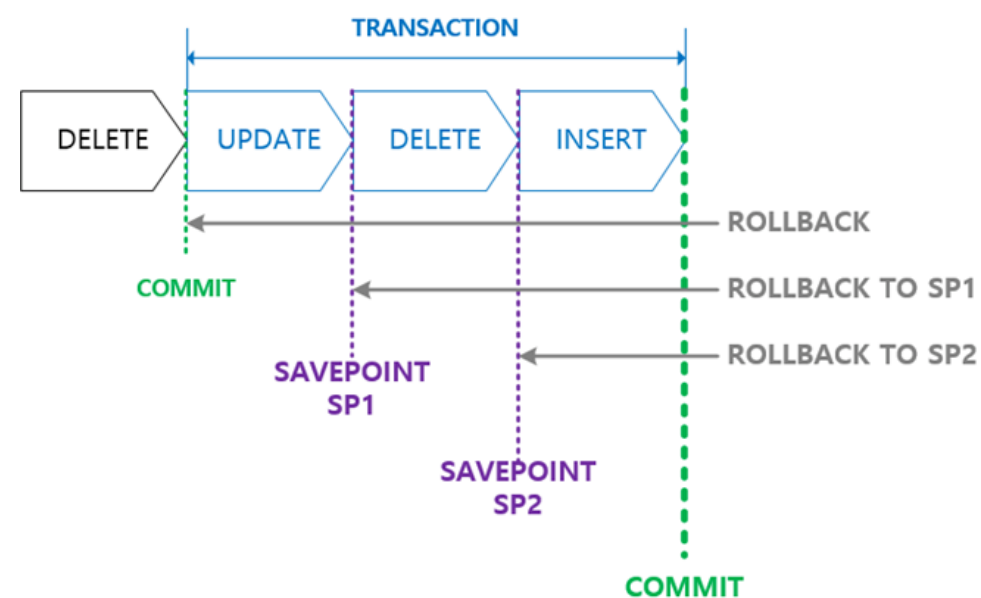 TRANSACTION
DELETE
UPDATE
DELETE
INSERT
ROLLBACK
COMMIT
ROLLBACK TO SP1
ROLLBACK TO SP2
SAVEPOINT
SP1
SAVEPOINT
SP2
COMMIT